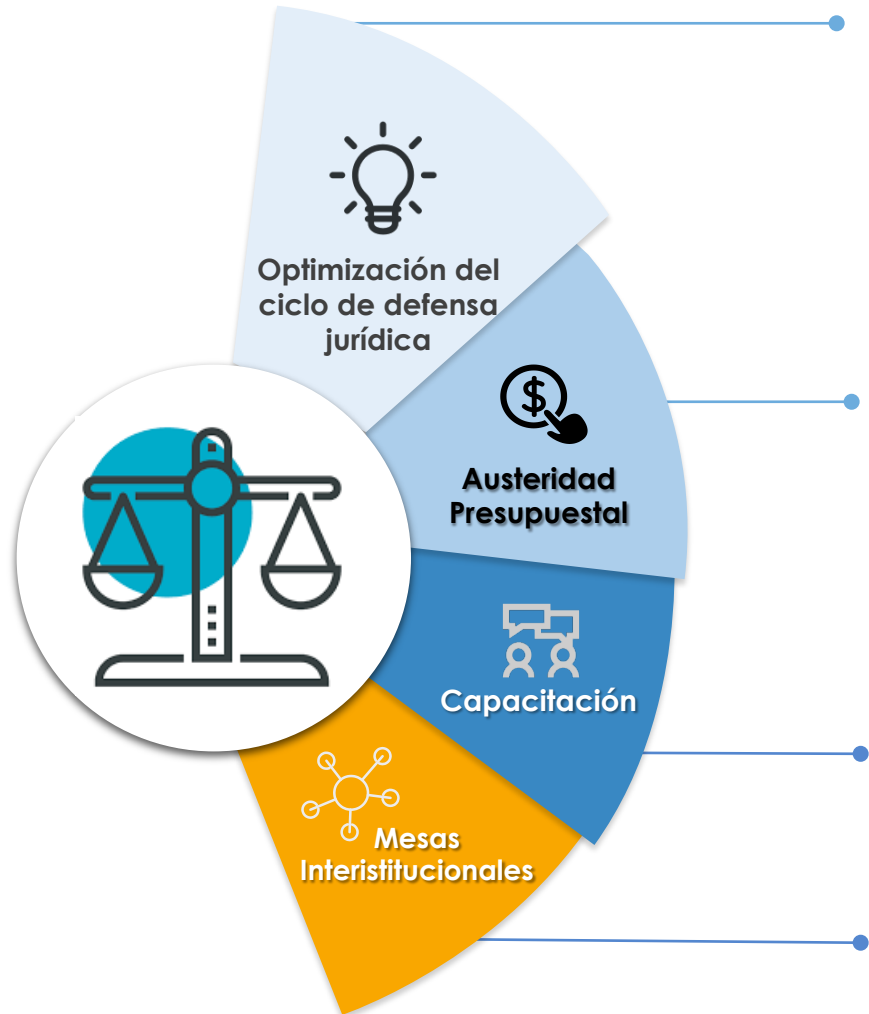 Optimización del
ciclo de defensa
jurídica
$
Austeridad
Presupuestal
Capacitación
Mesas
Interistitucionales